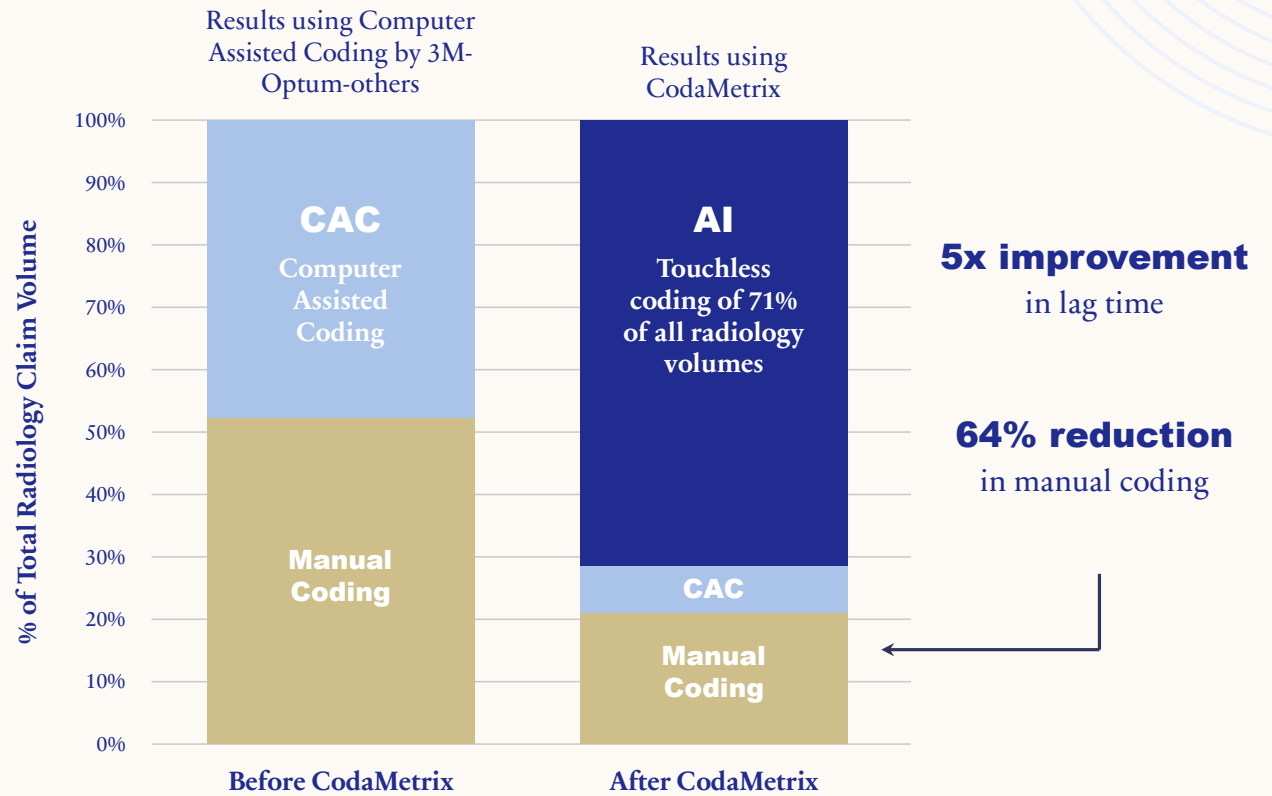 Results using Computer
Assisted Coding by 3M-
Optum-others
Results using
CodaMetrix
% of Total Radiology Claim Volume
100%
90%
80%
70%
60%
50%
40%
30%
20%
10%
0%
CAC
Computer
Assisted
Coding
Manual
Coding
AI
Touchless
coding of 71%
of all radiology
volumes
CAC
Manual
Coding
Before CodaMetrix
After CodaMetrix
5x improvement
in lag time
64% reduction
in manual coding